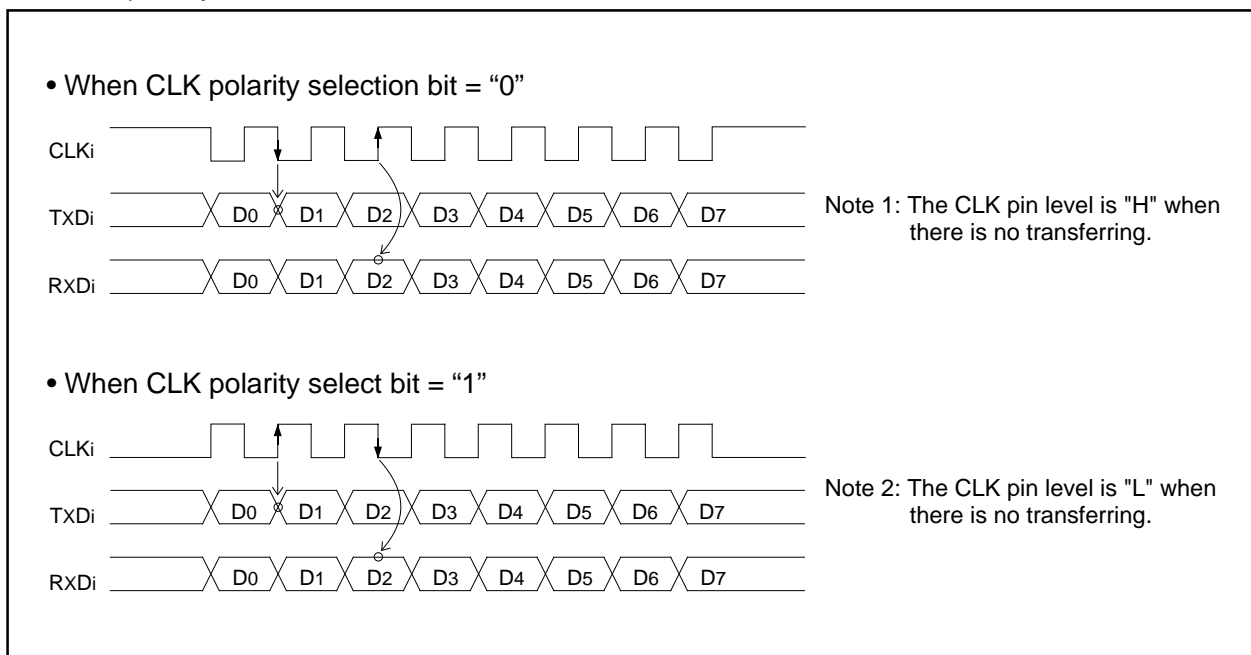 • When CLK polarity selection bit = “0”
CLKi
TXDi D0 D1 D2 D3 D4 D5 D6 D7
RXDi D0 D1 D2 D3 D4 D5 D6 D7
Note 1: The CLK pin level is "H" when
there is no transferring.
• When CLK polarity select bit = “1”
CLKi
TXDi D0 D1 D2 D3 D4 D5 D6 D7
RXDi D0 D1 D2 D3 D4 D5 D6 D7
Note 2: The CLK pin level is "L" when
there is no transferring.